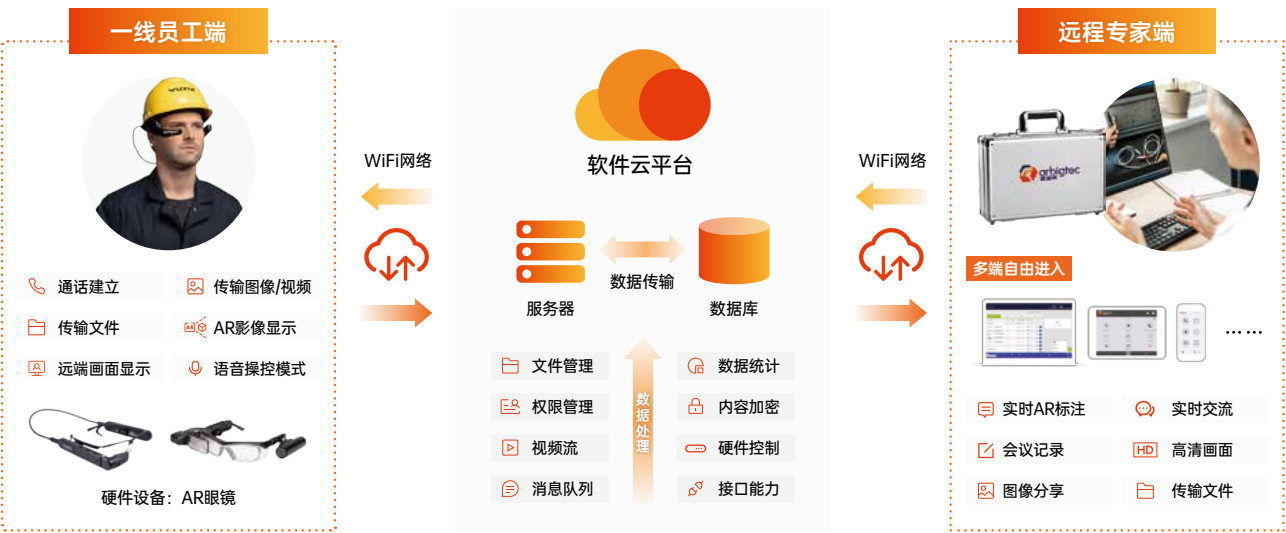 一线员工端
通话建立
传输图像/视频
传输文件
AR
AR影像显示
远端画面显示
语音操控模式
硬件设备：AR眼镜
WiFi网络
软件云平台
服务器
数据传输
数据库
文件管理
数据统计
权限管理
内容加密
视频流
硬件控制
消息队列
接口能力
数据处理
WiFi网络
远程专家端
arbigtec
多端自由进入
……
实时AR标注
实时交流
会议记录
HD
高清画面
图像分享
传输文件